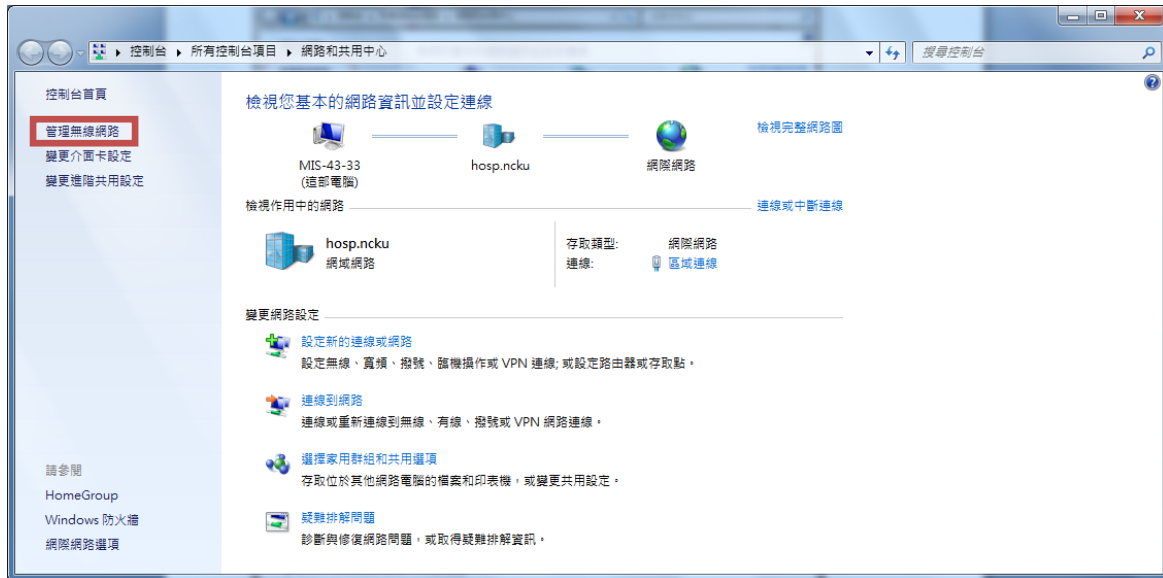 控制台 ▸ 所有控制台項目 ▸ 網路和共用中心
搜尋控制台
控制台首頁
管理無線網路
變更介面卡設定
變更進階共用設定
請參閱
HomeGroup
Windows 防火牆
網際網路選項
檢視您基本的網路資訊並設定連線
檢視完整網路圖
MIS-43-33
(這部電腦)
hosp.ncku
網際網路
檢視作用中的網路
連線或中斷連線
hosp.ncku
網域網路
存取類型: 網際網路
連線: 區域連線
變更網路設定
設定新的連線或網路
設定無線、寬頻、撥號、臨機操作或 VPN 連線; 或設定路由器或存取點。
連線到網路
連線或重新連線到無線、有線、撥號或 VPN 網路連線。
選擇家用群組和共用選項
存取位於其他網路電腦的檔案和印表機，或變更共用設定。
疑難排解問題
診斷與修復網路問題，或取得疑難排解資訊。